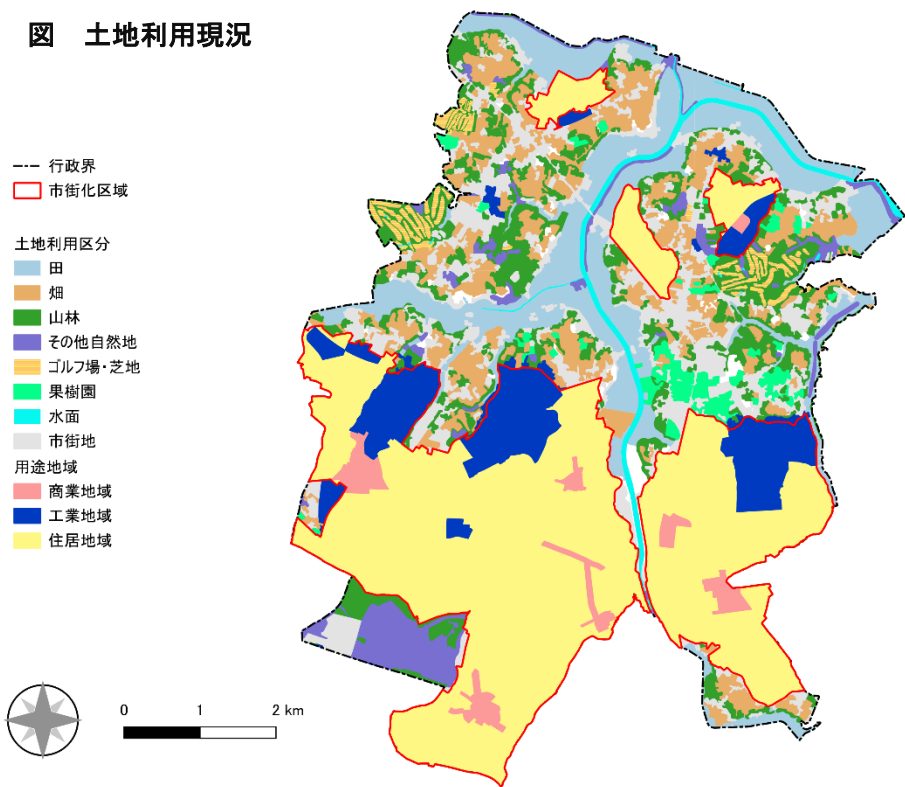 図 土地利用現況
行政界
市街化区域
土地利用区分
田
畑
山林
その他自然地
ゴルフ場・芝地
果樹園
水面
市街地
用途地域
商業地域
工業地域
住居地域
0 1 2 km